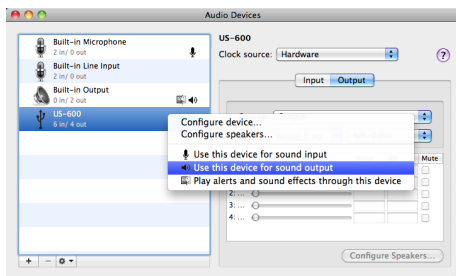 Audio Devices
Built-in Microphone
2 in/ 0 out
Built-in Line Input
2 in/ 0 out
Built-in Output
0 in/ 2 out
US-600
6 in/ 4 out
US-600
Clock source: Hardware
?
Input Output
Configure device...
Configure speakers...
Use this device for sound input
Use this device for sound output
Play alerts and sound effects through this device
Mute
2: ...
3: ...
4: ...
Configure Speakers...
+ −